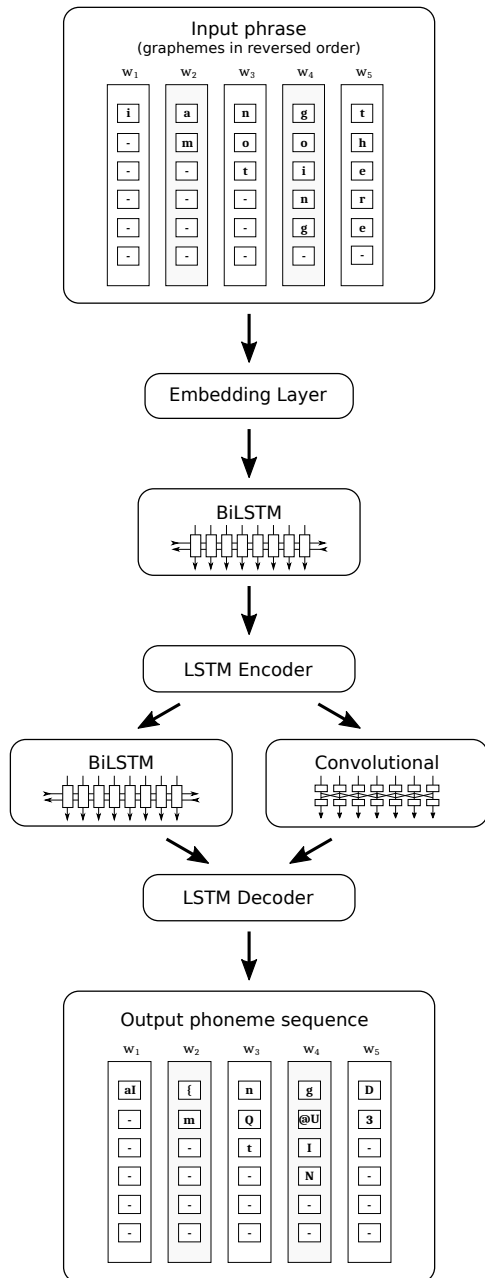 Input phrase
(graphemes in reversed order)
w1 w2 w3 w4 w5
i a n g t
- m o o h
- - t i e
- - - n r
- - - g e
- - - - -
Embedding Layer
BiLSTM
LSTM Encoder
BiLSTM Convolutional
LSTM Decoder
Output phoneme sequence
w1 w2 w3 w4 w5
aI { n g D
- m Q @U 3
- - t I -
- - - N -
- - - - -
- - - - -